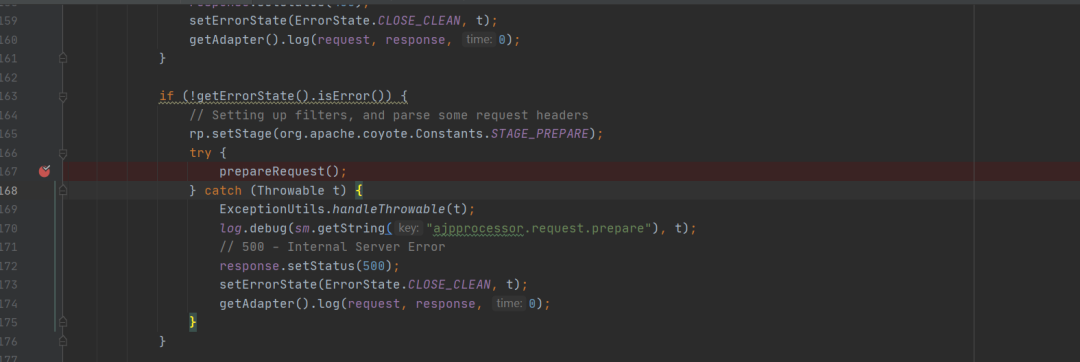 159 setErrorState(ErrorState.CLOSE_CLEAN, t);
160 getAdapter().log(request, response, time: 0);
161 }
162
163 if (!getErrorState().isError()) {
164 // Setting up filters, and parse some request headers
165 rp.setStage(org.apache.coyote.Constants.STAGE_PREPARE);
166 try {
167 prepareRequest();
168 } catch (Throwable t) {
169 ExceptionUtils.handleThrowable(t);
170 log.debug(sm.getString( key: "ajpprocessor.request.prepare"), t);
171 // 500 - Internal Server Error
172 response.setStatus(500);
173 setErrorState(ErrorState.CLOSE_CLEAN, t);
174 getAdapter().log(request, response, time: 0);
175 }
176 }
177